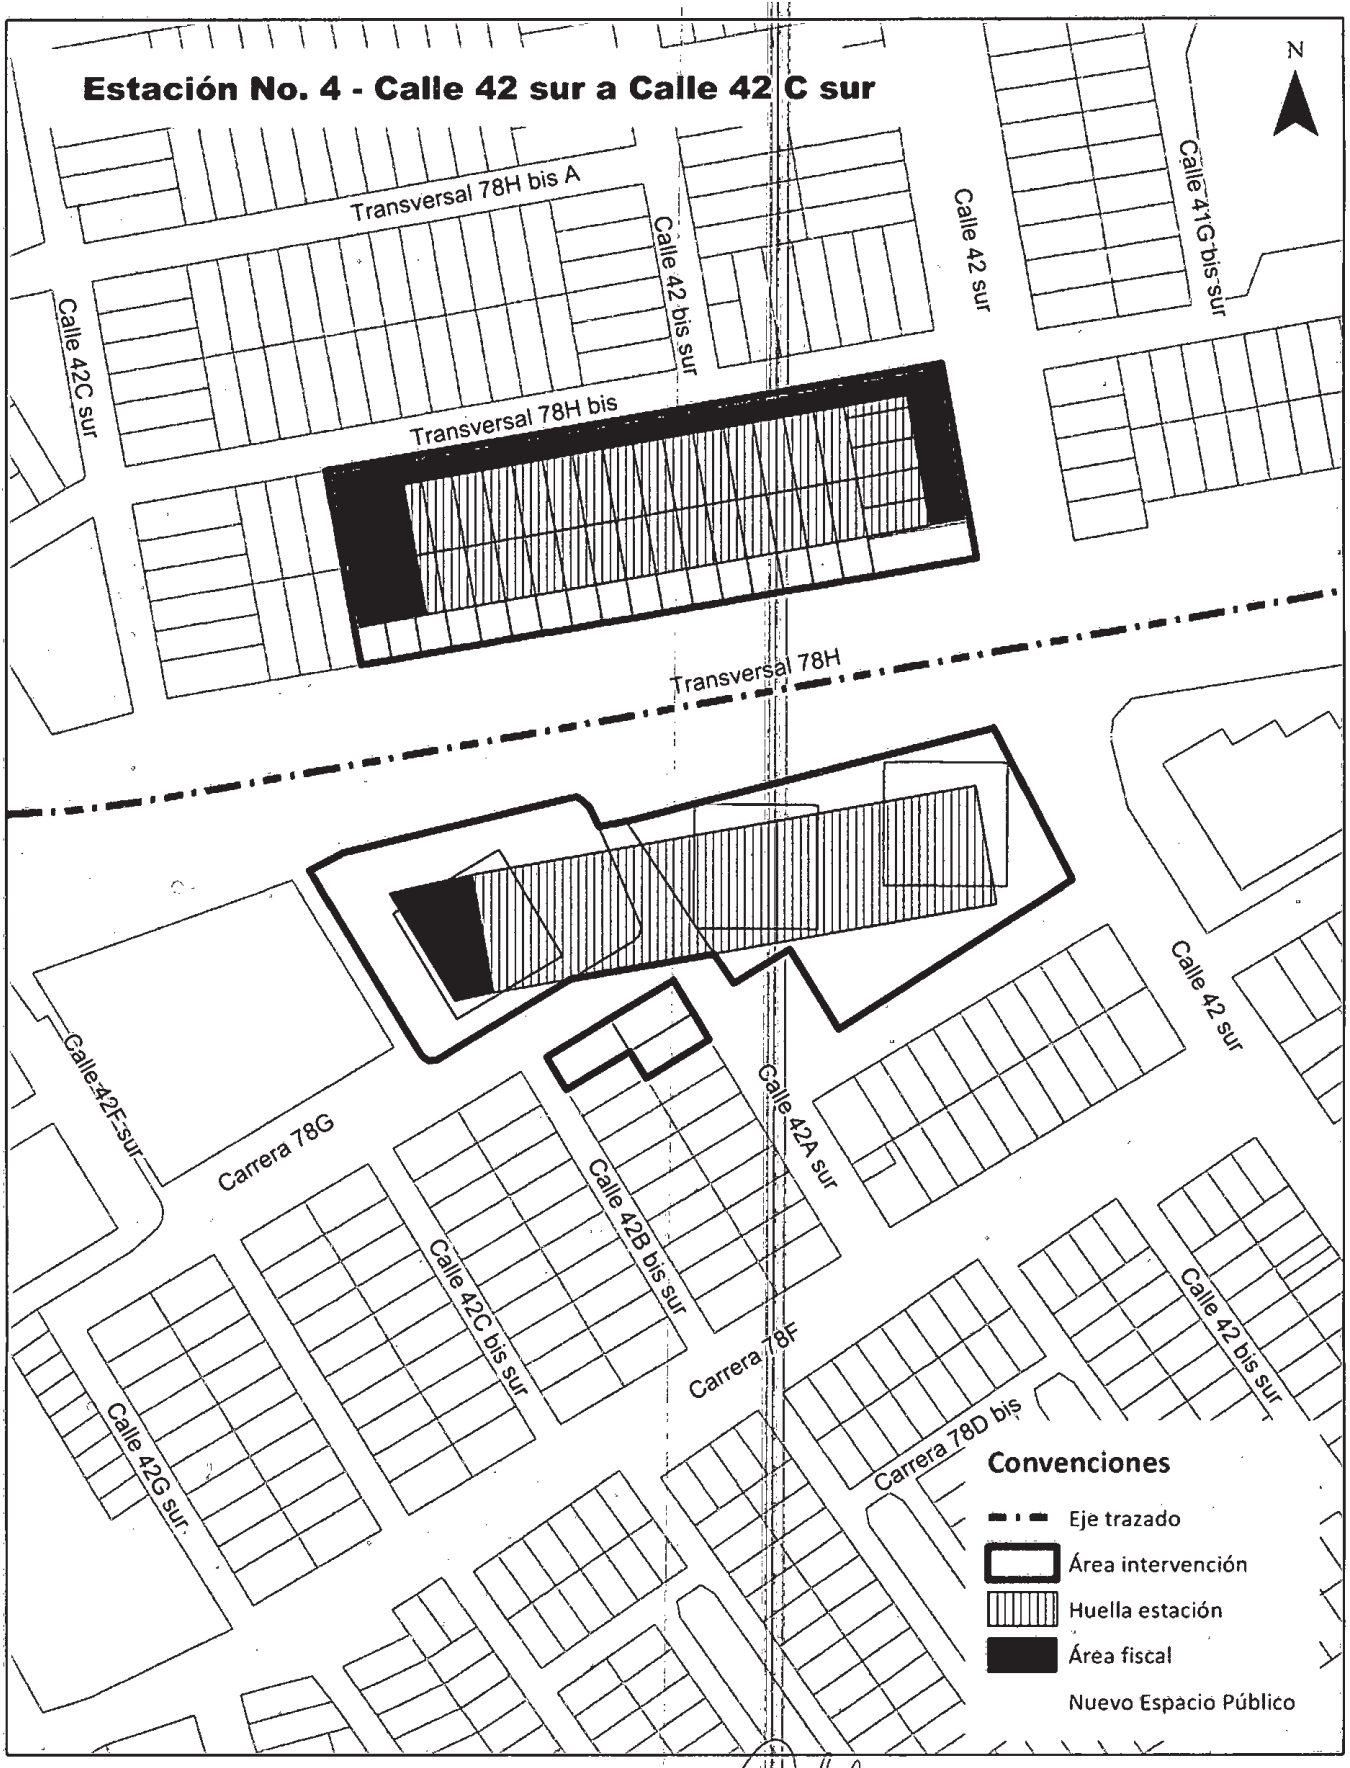 Estación No. 4 - Calle 42 sur a Calle 42 C sur
N
Transversal 78H bis A
Calle 42 bis sur
Calle 42 sur
Calle 41G bis sur
Calle 42C sur
Transversal 78H bis
Transversal 78H
Calle 42 sur
Calle 42F sur
Carrera 78G
Calle 42A sur
Calle 42B bis sur
Calle 42C bis sur
Calle 42 bis sur
Carrera 78F
Calle 42G sur
Carrera 78D bis
Convenciones
Eje trazado
Área intervención
Huella estación
Área fiscal
Nuevo Espacio Público